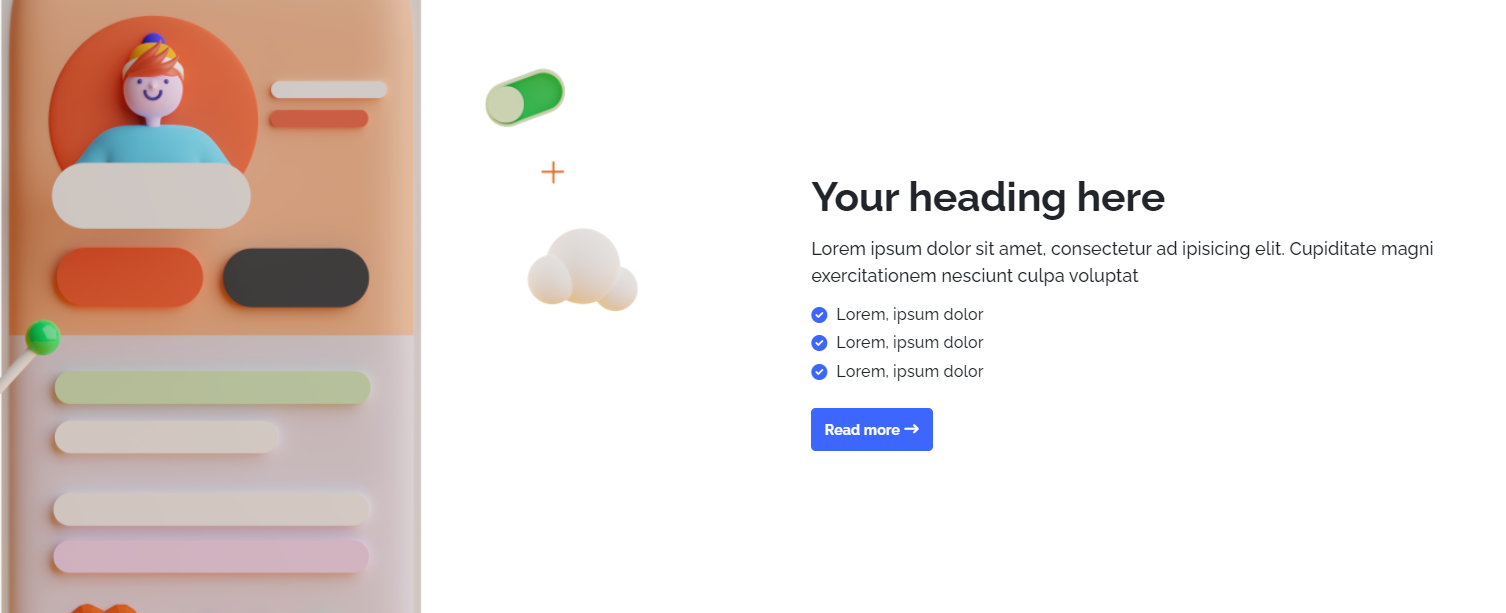 Your heading here
Lorem ipsum dolor sit amet, consectetur ad ipisicing elit. Cupiditate magni
exercitationem nesciunt culpa voluptat
Lorem, ipsum dolor
Lorem, ipsum dolor
Lorem, ipsum dolor
Read more →